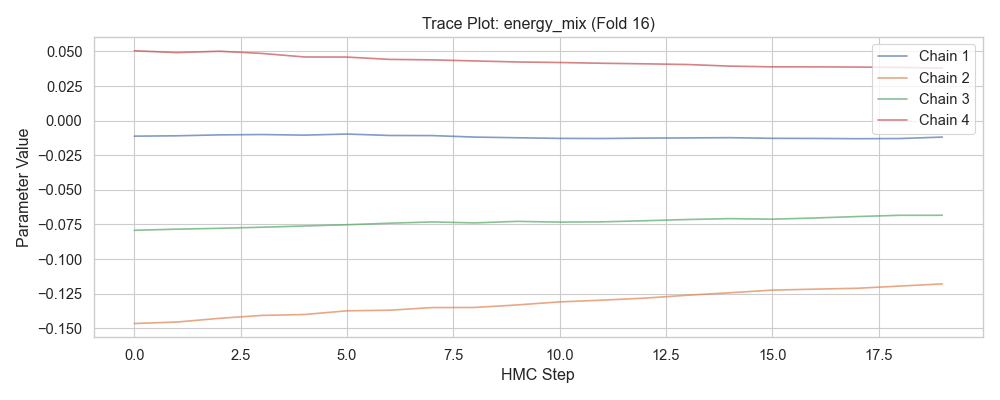 Trace Plot: energy_mix (Fold 16)
Parameter Value
0.050
0.025
0.000
−0.025
−0.050
−0.075
−0.100
−0.125
−0.150
Chain 1
Chain 2
Chain 3
Chain 4
0.0 2.5 5.0 7.5 10.0 12.5 15.0 17.5
HMC Step